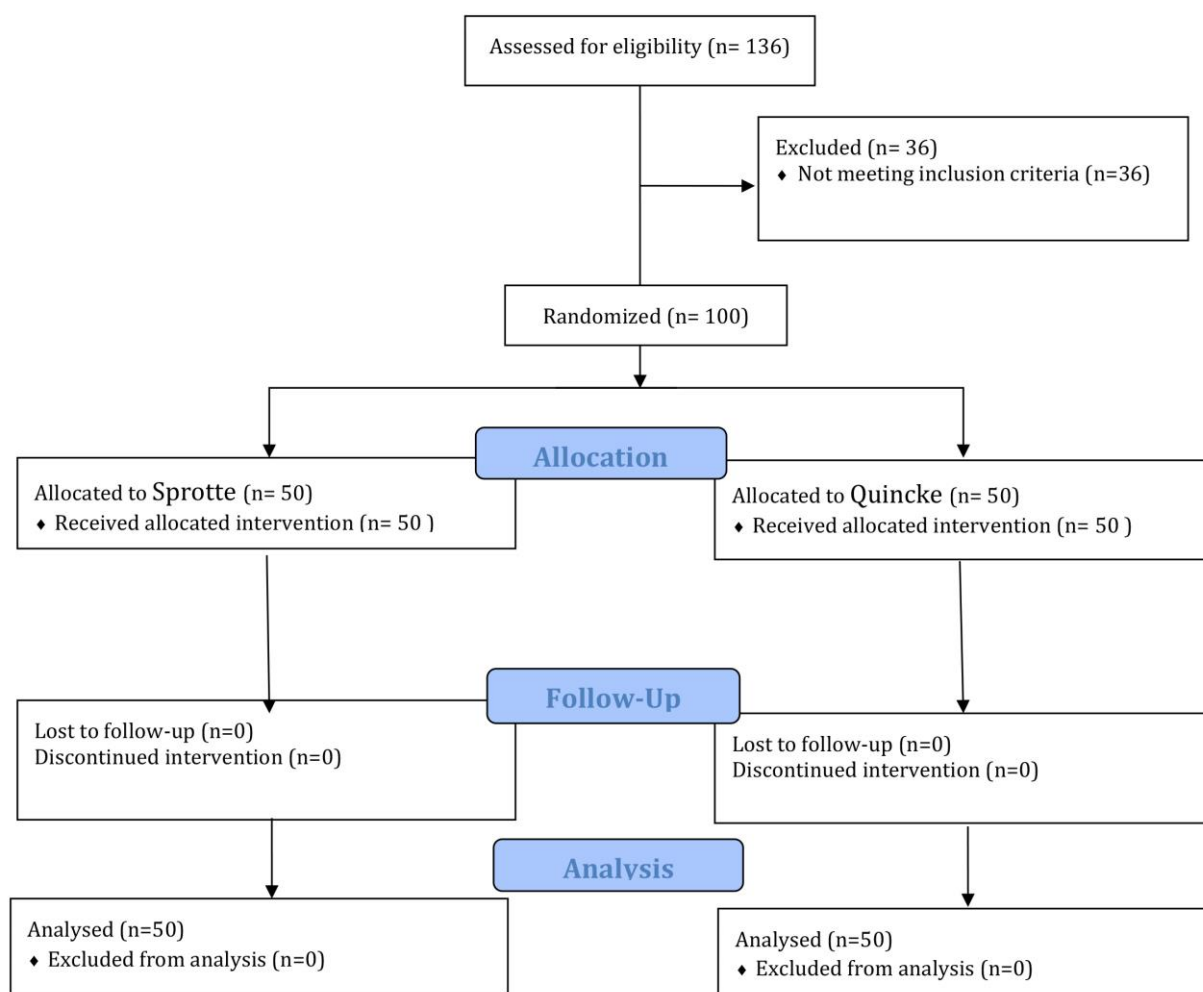 Assessed for eligibility (n= 136)
Excluded (n= 36)
♦ Not meeting inclusion criteria (n=36)
Randomized (n= 100)
Allocation
Allocated to Sprotte (n= 50)
♦ Received allocated intervention (n= 50 )
Allocated to Quincke (n= 50)
♦ Received allocated intervention (n= 50 )
Follow-Up
Lost to follow-up (n=0)
Discontinued intervention (n=0)
Lost to follow-up (n=0)
Discontinued intervention (n=0)
Analysis
Analysed (n=50)
♦ Excluded from analysis (n=0)
Analysed (n=50)
♦ Excluded from analysis (n=0)